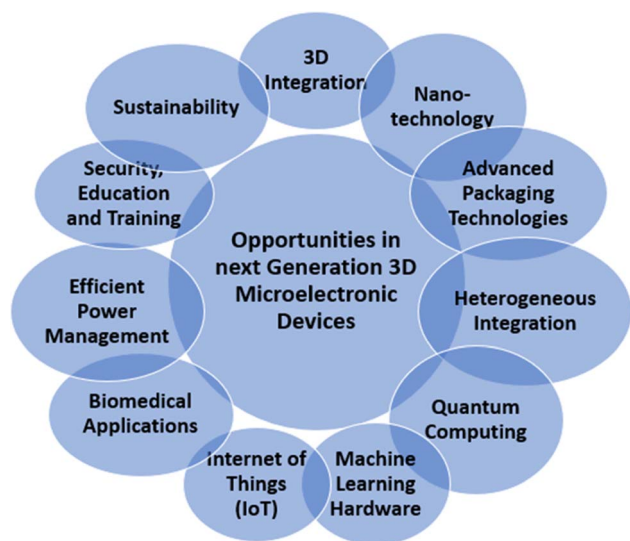 3D
Integration
Nano-
technology
Advanced
Packaging
Technologies
Heterogeneous
Integration
Quantum
Computing
Machine
Learning
Hardware
Internet of
Things
(IoT)
Biomedical
Applications
Efficient
Power
Management
Security,
Education
and Training
Sustainability
Opportunities in
next Generation 3D
Microelectronic
Devices